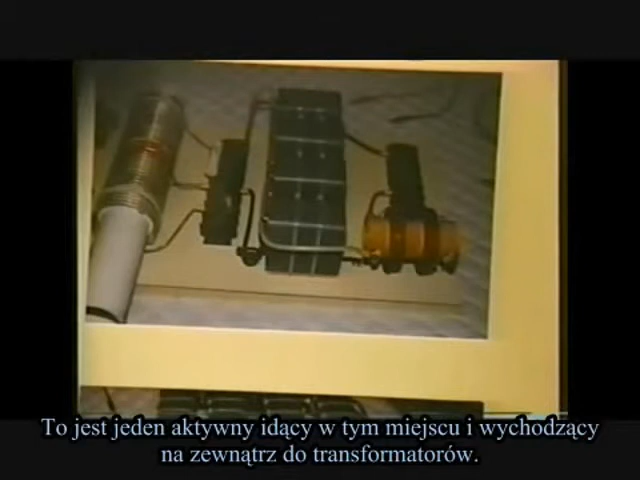 To jest jeden aktywny idący w tym miejscu i wychodzący
na zewnątrz do transformatorów.